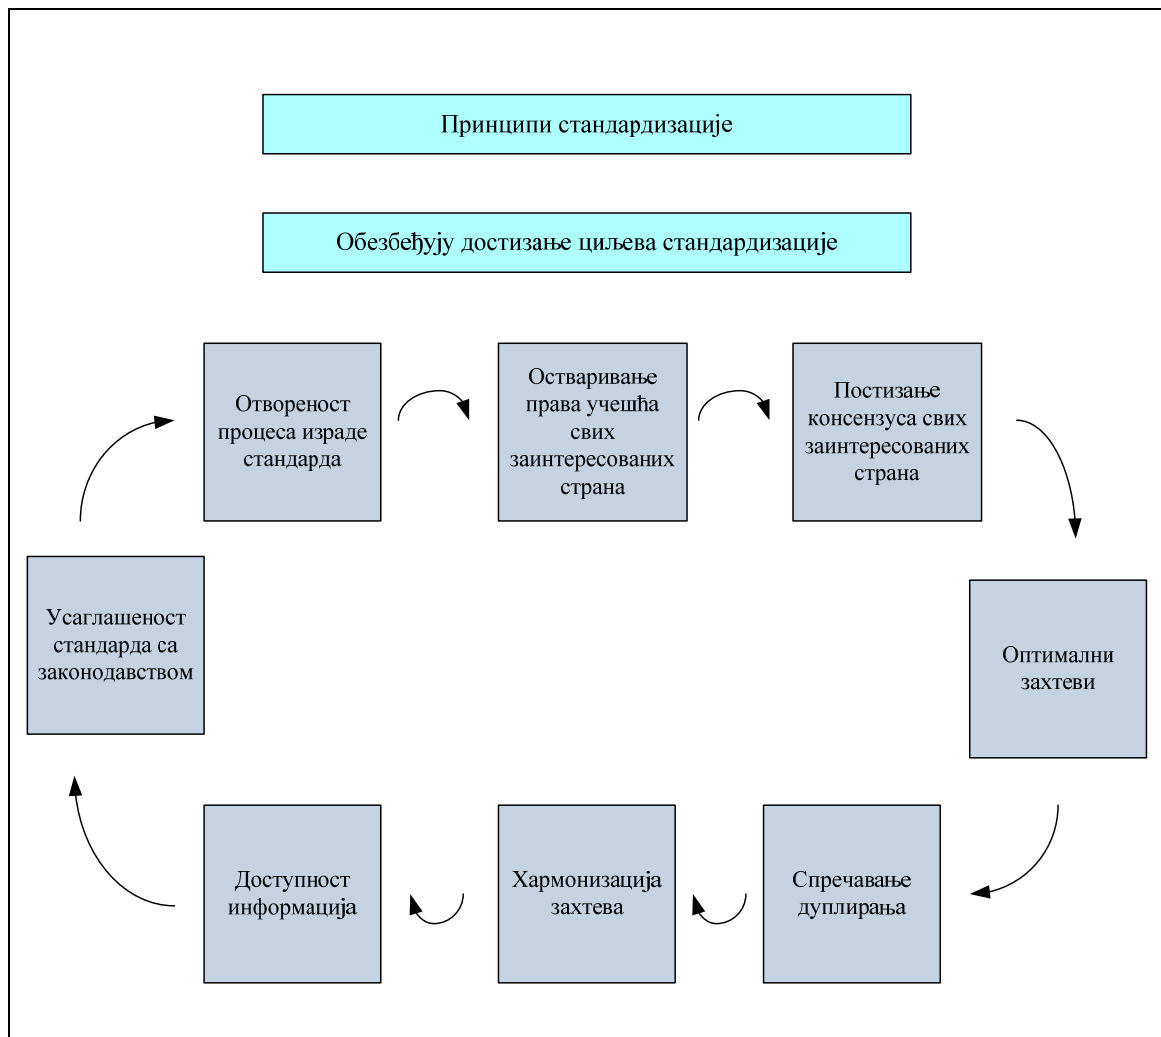 Принципи стандардизације
Обезбеђују достизање циљева стандардизације
Отвореност
процеса израде
стандарда
Остваривање
права учешћа
свих
заинтересованих
страна
Постизање
консензуса свих
заинтересованих
страна
Оптимални
захтеви
Спречавање
дуплирања
Хармонизација
захтева
Доступност
информација
Усаглашеност
стандарда са
законодавством